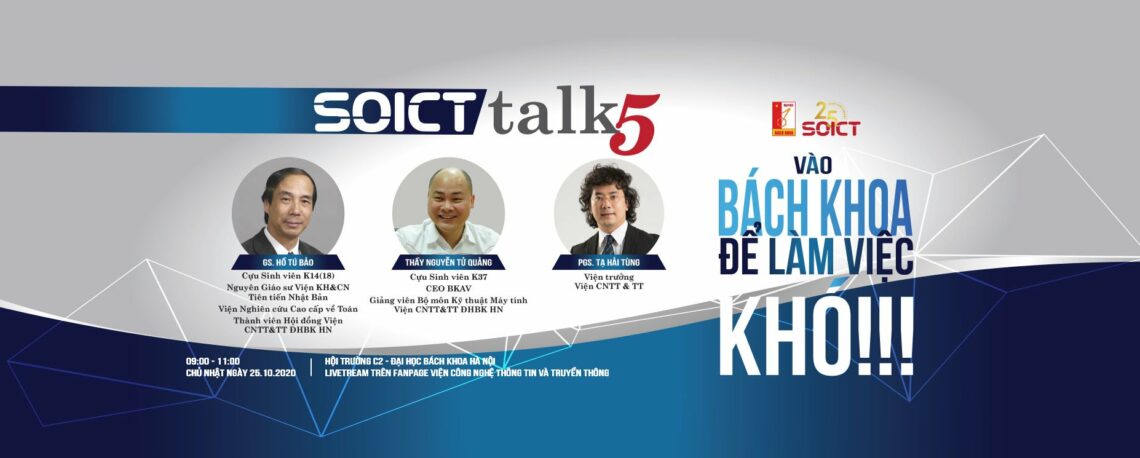 SOICT talk 5
25
SOICT
VÀO
BÁCH KHOA
ĐỂ LÀM VIỆC
KHÓ!!!
GS. HỒ TÚ BẢO
Cựu Sinh viên K14(18)
Nguyên Giáo sư Viện KH&CN
Tiên tiến Nhật Bản
Viện Nghiên cứu Cao cấp về Toán
Thành viên Hội đồng Viện
CNTT&TT ĐHBK HN
THẦY NGUYỄN TỬ QUẢNG
Cựu Sinh viên K37
CEO BKAV
Giảng viên Bộ môn Kỹ thuật Máy tính
Viện CNTT&TT ĐHBK HN
PGS. TẠ HẢI TÙNG
Viện trưởng
Viện CNTT & TT
09:00 - 11:00
CHỦ NHẬT NGÀY 25.10.2020
HỘI TRƯỜNG C2 - ĐẠI HỌC BÁCH KHOA HÀ NỘI
LIVETREAM TRÊN FANPAGE VIỆN CÔNG NGHỆ THÔNG TIN VÀ TRUYỀN THÔNG